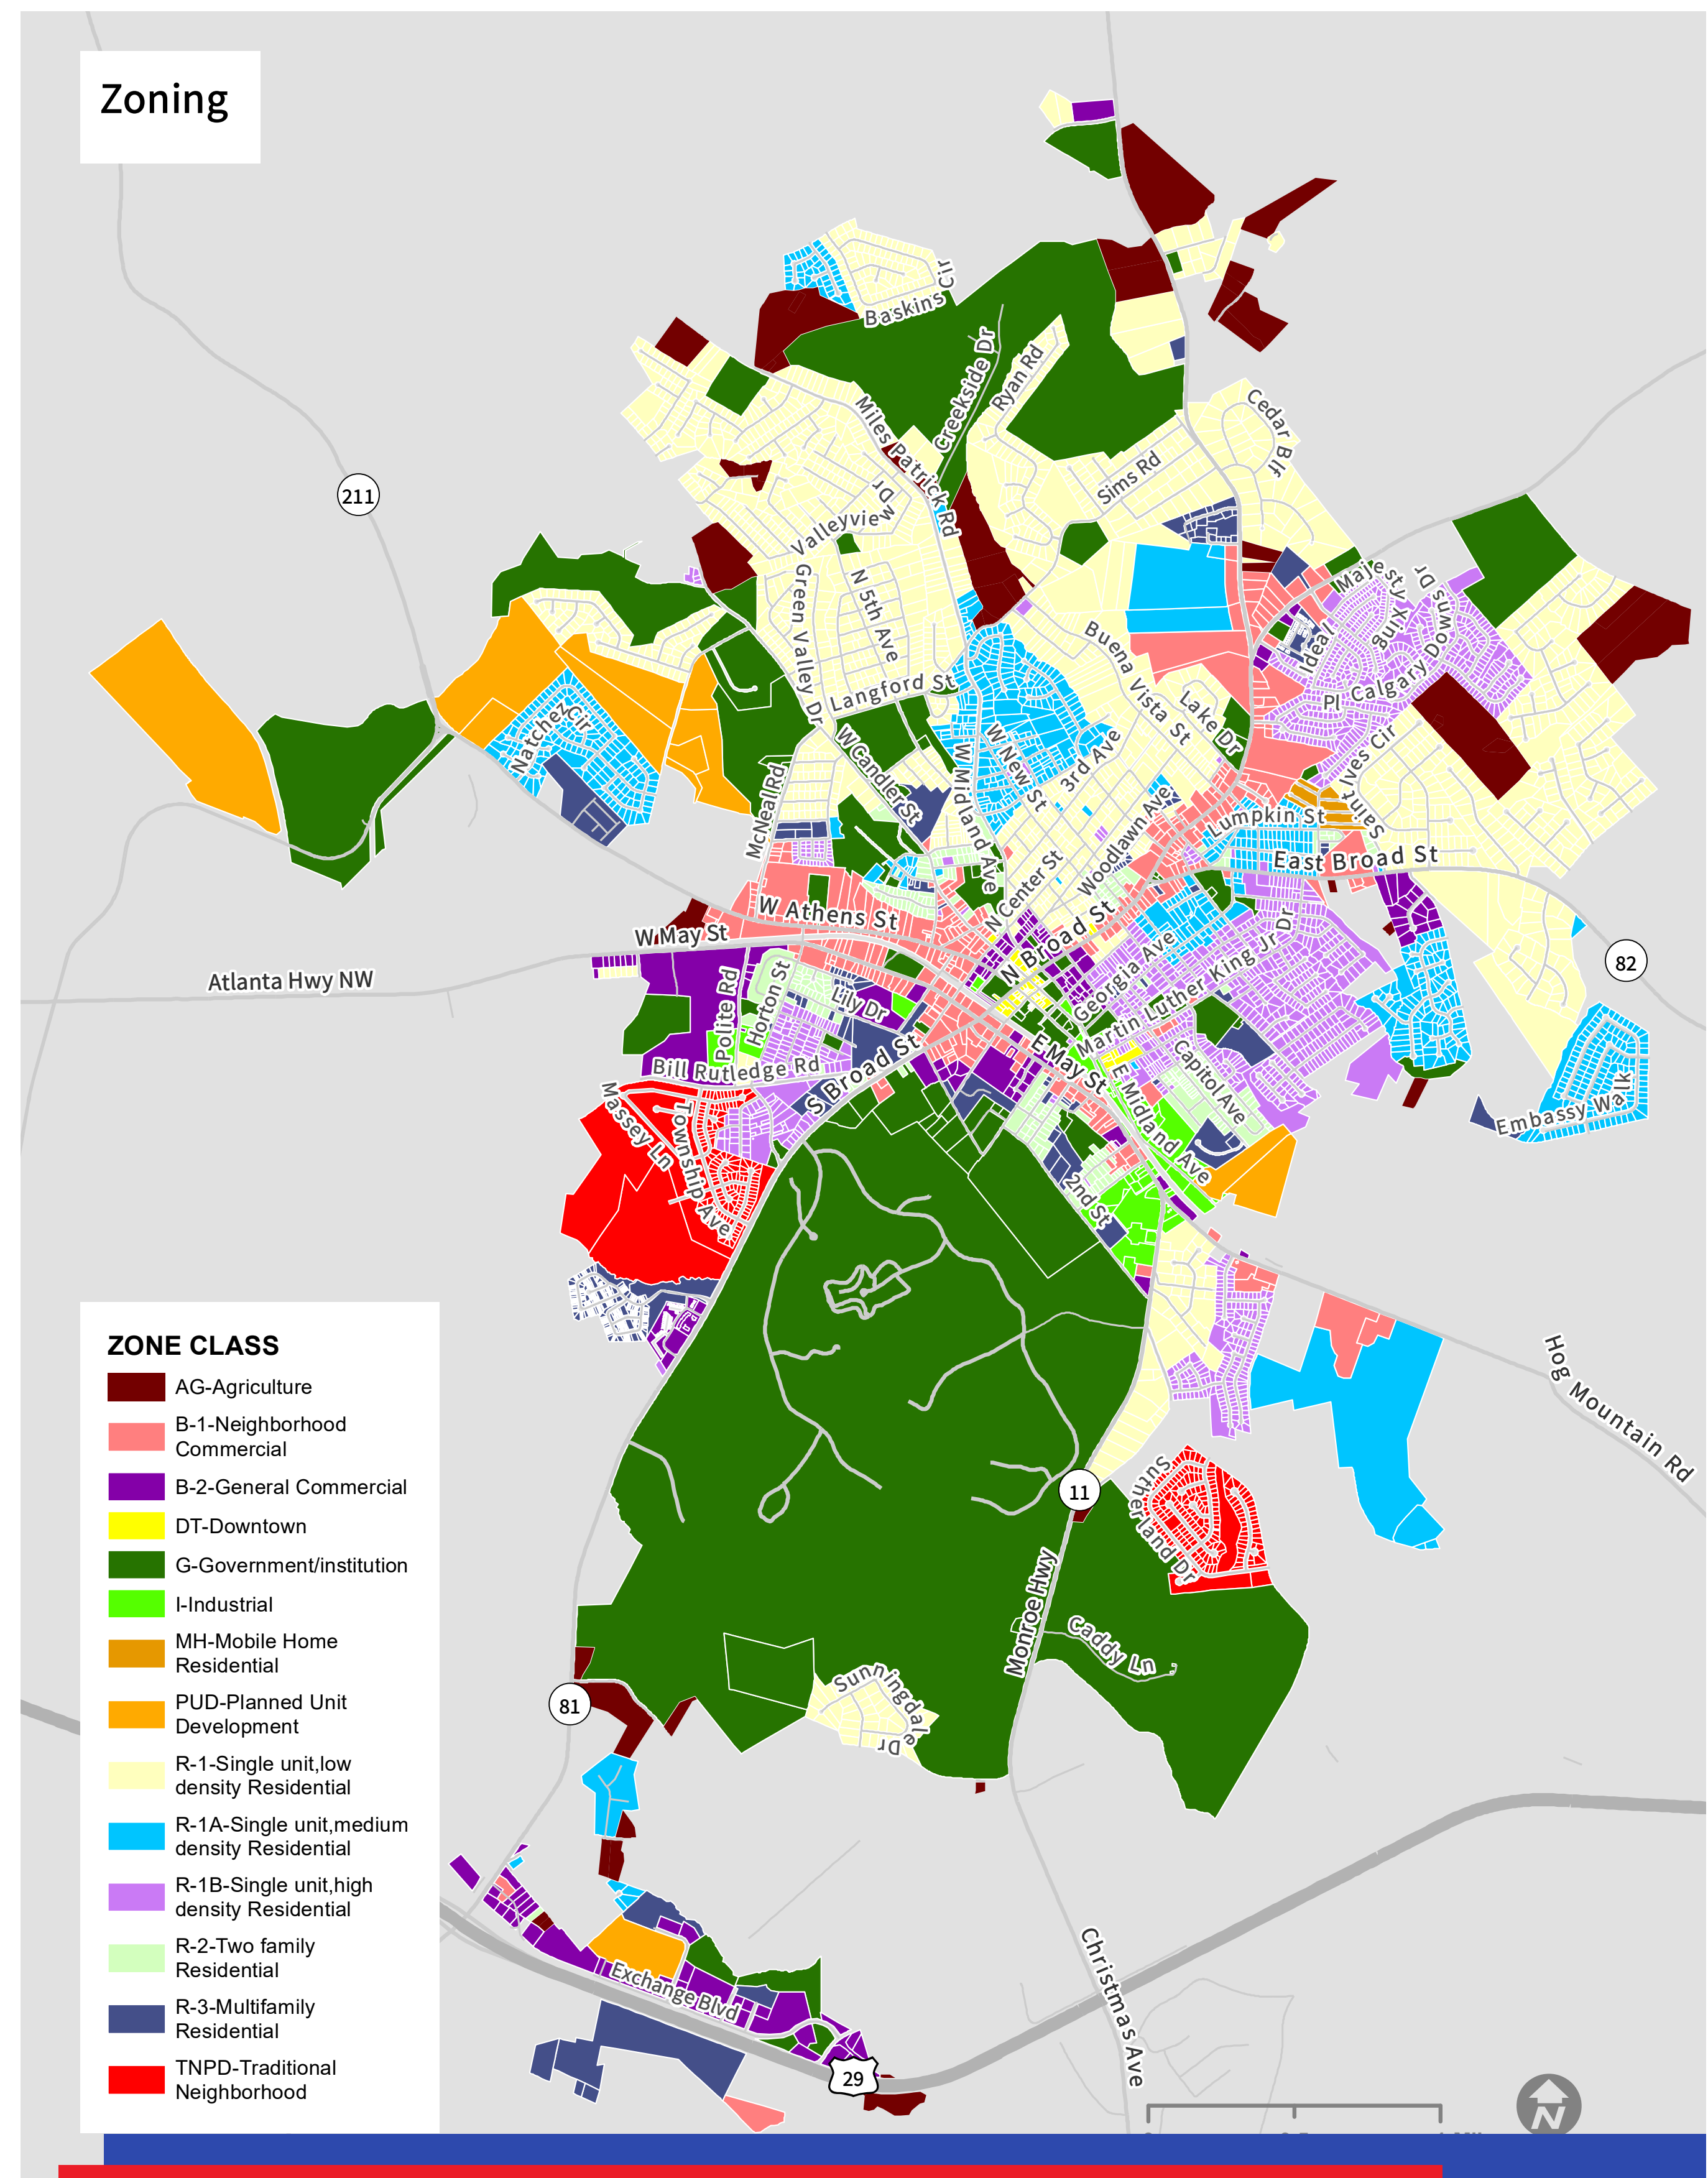 Zoning
Baskins Cir
Creekside Dr
Ryan Rd
Miles Patrick Rd
Cedar Blf
Sims Rd
211
Valleyview Dr
Green Valley Dr
N 5th Ave
Majesty
King
Downs Dr
Ideal
Pl
Calgary
Buena Vista St
Langford St
Lake Dr
Natchez Cir
W Candler St
W New St
3rd Ave
W Midland Ave
McNeal Rd
Saint Ives Cir
Lumpkin St
Woodlawn Ave
East Broad St
N Center St
W Athens St
W May St
N Broad St
82
Atlanta Hwy NW
Georgia Ave
Martin Luther King Jr Dr
Polite Rd
Horton St
Lily Dr
E May St
Bill Rutledge Rd
S Broad St
Capitol Ave
E Midland Ave
Massey Ln
Township Ave
Embassy Walk
2nd St
Hog Mountain Rd
Sutherland Dr
11
Monroe Hwy
Caddy Ln
Sunningdale Dr
81
Exchange Blvd
Christmas Ave
29
ZONE CLASS
AG-Agriculture
B-1-Neighborhood
Commercial
B-2-General Commercial
DT-Downtown
G-Government/institution
I-Industrial
MH-Mobile Home
Residential
PUD-Planned Unit
Development
R-1-Single unit,low
density Residential
R-1A-Single unit,medium
density Residential
R-1B-Single unit,high
density Residential
R-2-Two family
Residential
R-3-Multifamily
Residential
TNPD-Traditional
Neighborhood
N